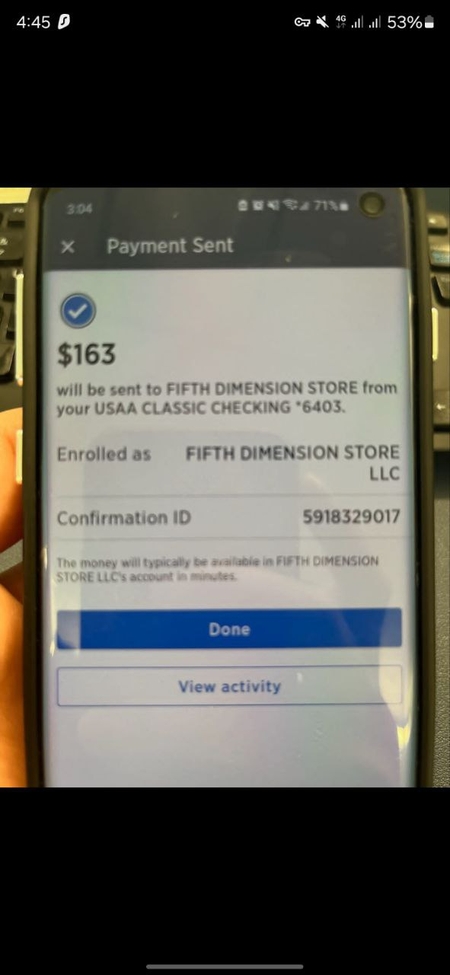 4:45
4G
53%
3:04
71%
Payment Sent
$163
will be sent to FIFTH DIMENSION STORE from
your USAA CLASSIC CHECKING *6403.
Enrolled as FIFTH DIMENSION STORE
LLC
Confirmation ID 5918329017
The money will typically be available in FIFTH DIMENSION
STORE LLC's account in minutes.
Done
View activity